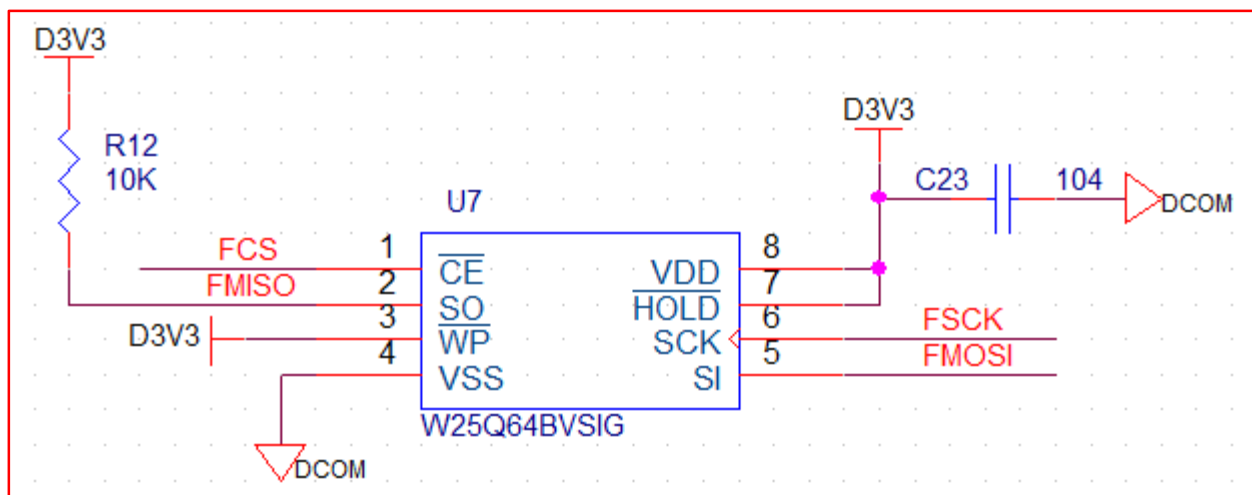 D3V3
R12
10K
D3V3
C23
104
DCOM
U7
FCS
1
CE
8
VDD
FMISO
2
SO
7
HOLD
D3V3
3
WP
6
SCK
FSCK
4
VSS
5
SI
FMOSI
W25Q64BVSIG
DCOM